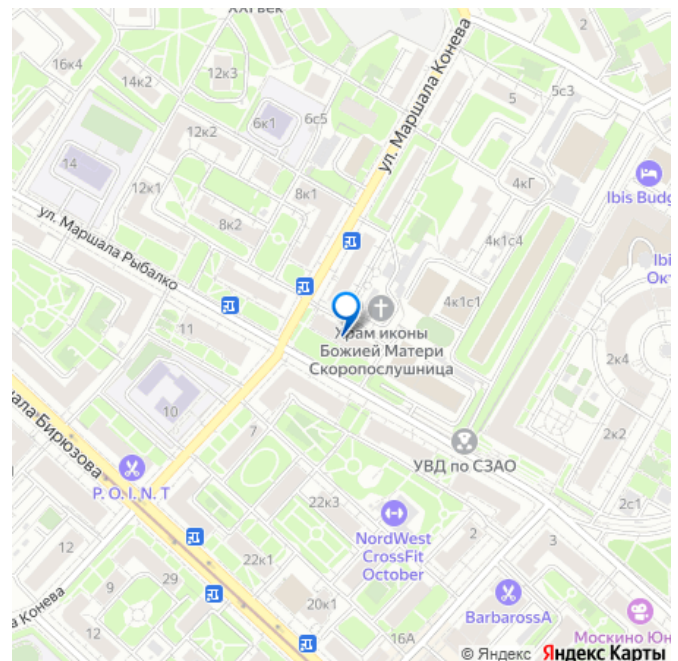 XXI век
2
16к4
14к2
12к3
5с3
5
6к1
6с5
ул. Маршала Конева
12к2
14
12к1
8к1
4кГ
Ibis Budg
ул. Маршала Рыбалко
8к2
4к1с4
Ibi
Окт
4к1с1
11
Храм иконы
Божией Матери
Скоропослушница
2к4
10
7
ала Бирюзова
2к2
УВД по СЗАО
P. O. I. N. T
22к3
2с1
NordWest
CrossFit
October
2
3
12
22к1
9
29
BarbarossA
а Конева
20к1
12
16А
Москино Юн
© Яндекс Яндекс Карты